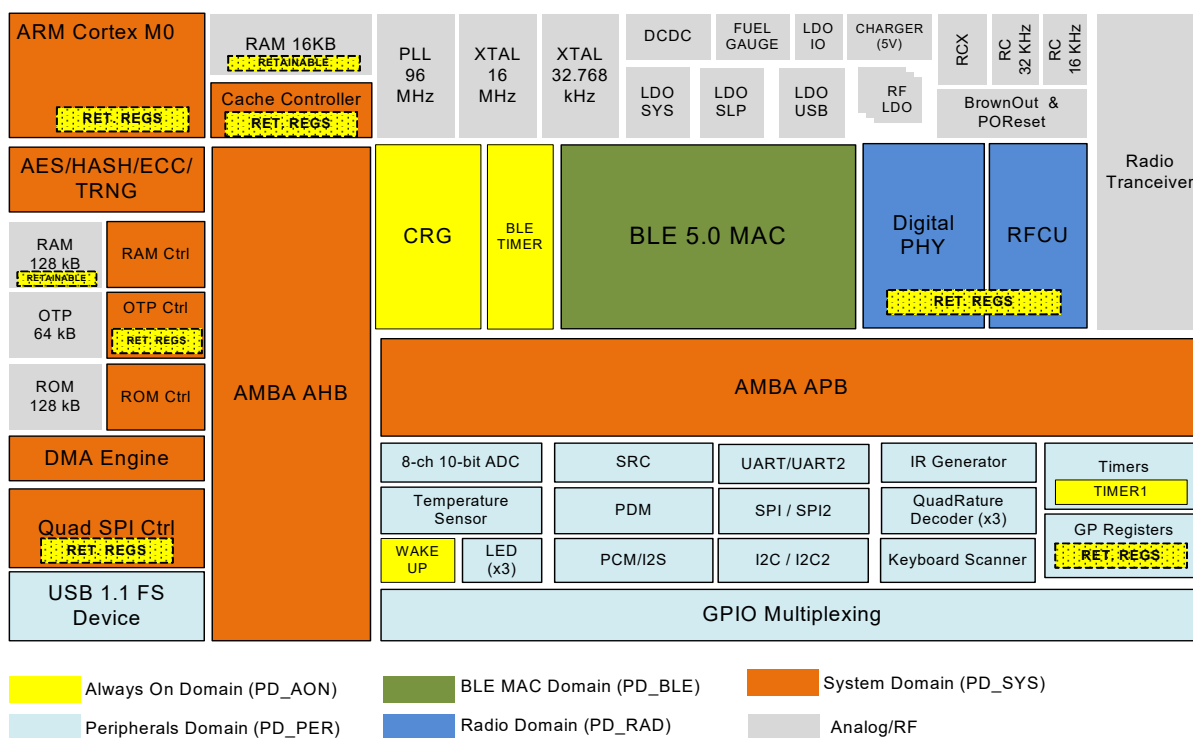 ARM Cortex M0
RET. REGS
RAM 16KB
RETAINABLE
Cache Controller
RET. REGS
PLL
96
MHz
XTAL
16
MHz
XTAL
32.768
kHz
DCDC
FUEL
GAUGE
LDO
IO
CHARGER
(5V)
LDO
SYS
LDO
SLP
LDO
USB
RF
LDO
RCX
RC
32 KHz
RC
16 KHz
BrownOut &
POReset
Radio
Tranceiver
AES/HASH/ECC/
TRNG
RAM
128 kB
RETAINABLE
RAM Ctrl
OTP
64 kB
OTP Ctrl
RET. REGS
ROM
128 kB
ROM Ctrl
DMA Engine
Quad SPI Ctrl
RET. REGS
USB 1.1 FS
Device
AMBA AHB
CRG
BLE
TIMER
BLE 5.0 MAC
Digital
PHY
RFCU
RET. REGS
AMBA APB
8-ch 10-bit ADC
SRC
UART/UART2
IR Generator
Timers
TIMER1
Temperature
Sensor
PDM
SPI / SPI2
QuadRature
Decoder (x3)
GP Registers
RET. REGS
WAKE
UP
LED
(x3)
PCM/I2S
I2C / I2C2
Keyboard Scanner
GPIO Multiplexing
Always On Domain (PD_AON)
BLE MAC Domain (PD_BLE)
System Domain (PD_SYS)
Peripherals Domain (PD_PER)
Radio Domain (PD_RAD)
Analog/RF